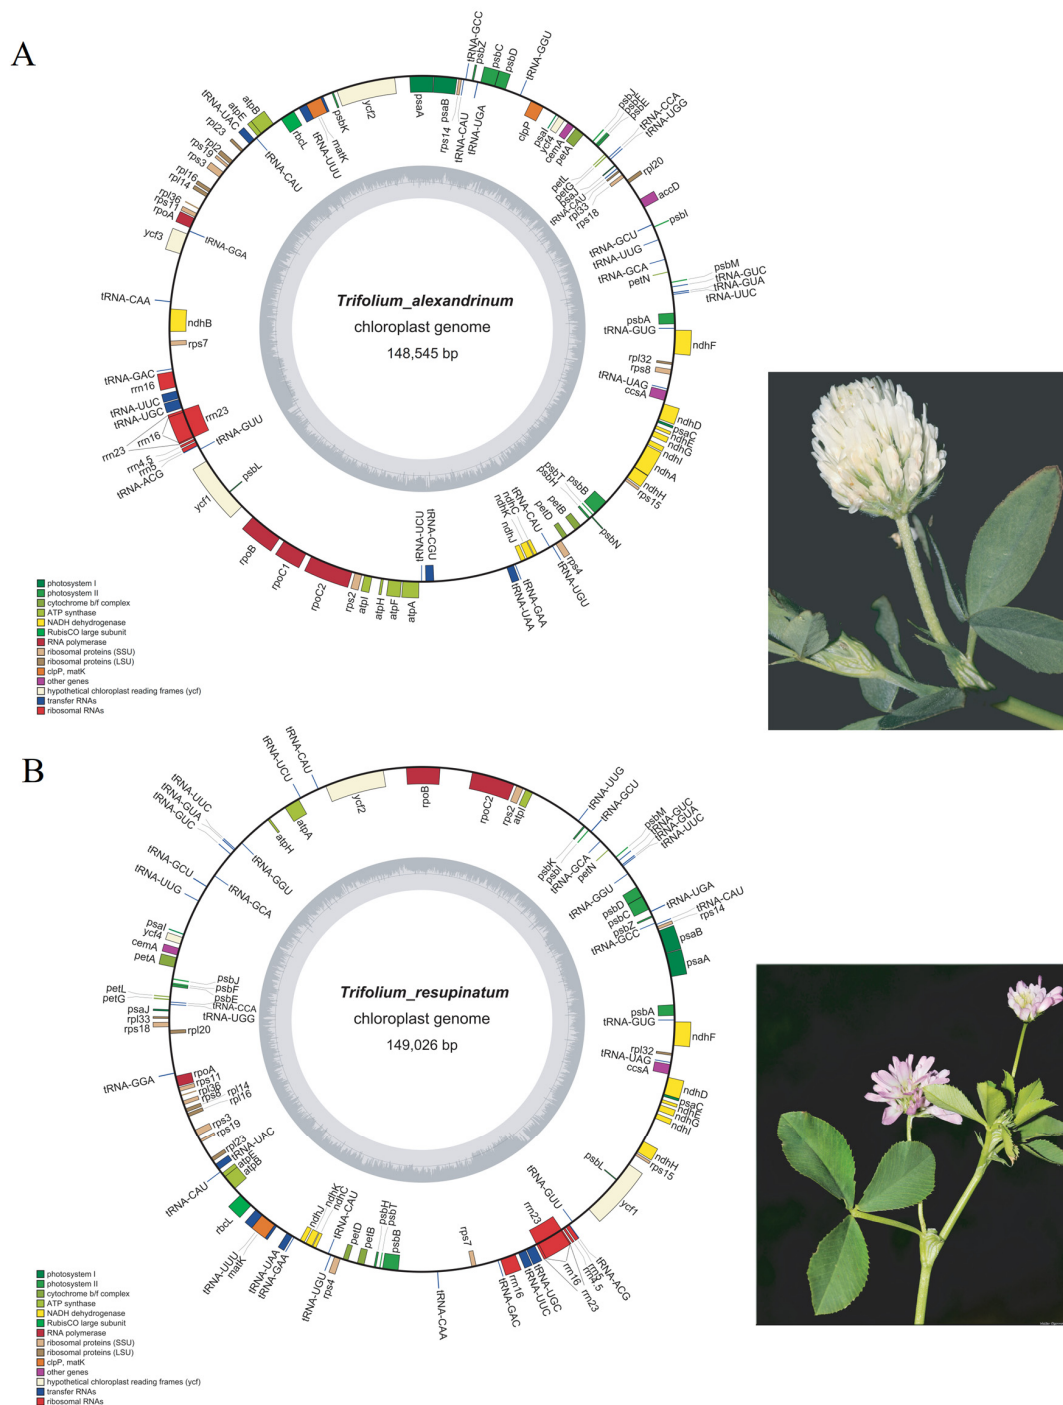 A
tRNA-GCC
psbZ
psbC
psbD
tRNA-GGU
clpP
psaI
ycf4
cemA
petA
psbJ
psbF
psbE
tRNA-CCA
tRNA-UGG
petL
petG
psaJ
tRNA-CAU
rpl33
rps18
rpl20
accD
psbI
tRNA-GCU
tRNA-UUG
tRNA-GCA
petN
psbM
tRNA-GUC
tRNA-GUA
tRNA-UUC
psbA
tRNA-GUG
ndhF
rpl32
rps8
tRNA-UAG
ccsA
ndhD
psaC
ndhE
ndhG
ndhI
ndhA
ndhH
rps15
psbN
psbB
psbT
psbH
petB
petD
rps4
tRNA-CAU
tRNA-UGU
ndhC
ndhK
ndhJ
tRNA-GAA
tRNA-UAA
tRNA-CGU
tRNA-UCU
atpA
atpF
atpH
atpI
rps2
rpoC2
rpoC1
rpoB
psbL
ycf1
tRNA-GUU
tRNA-ACG
rrn5
rrn4.5
rrn23
rrn16
rrn23
tRNA-UGC
tRNA-UUC
rrn16
tRNA-GAC
rps7
ndhB
tRNA-CAA
tRNA-GGA
ycf3
rpoA
rps11
rpl36
rpl14
rpl16
rps3
rps19
rpl2
rpl23
tRNA-UAC
atpE
atpB
tRNA-CAU
rbcL
tRNA-UUU
matK
psbK
ycf2
psaA
psaB
rps14
tRNA-CAU
tRNA-UGA
Trifolium_alexandrinum
chloroplast genome
148,545 bp
photosystem I
photosystem II
cytochrome b/f complex
ATP synthase
NADH dehydrogenase
RubisCO large subunit
RNA polymerase
ribosomal proteins (SSU)
ribosomal proteins (LSU)
clpP, matK
other genes
hypothetical chloroplast reading frames (ycf)
transfer RNAs
ribosomal RNAs
B
tRNA-CAU
tRNA-UCU
ycf2
rpoB
rpoC2
rps2
atpI
tRNA-UUG
tRNA-GCU
psbK
psbI
tRNA-GCA
petN
psbM
tRNA-GUC
tRNA-GUA
tRNA-UUC
tRNA-GGU
psbD
psbC
psbZ
tRNA-GCC
tRNA-UGA
tRNA-CAU
rps14
psaB
psaA
psbA
tRNA-GUG
ndhF
rpl32
tRNA-UAG
ccsA
ndhD
psaC
ndhE
ndhG
ndhI
ndhH
rps15
ycf1
psbL
tRNA-GUU
rrn23
tRNA-ACG
rrn5
rrn4.5
rrn16
rrn23
tRNA-UGC
tRNA-UUC
rrn16
tRNA-GAC
rps7
tRNA-CAA
psbB
psbT
psbH
petB
petD
tRNA-CAU
rps4
tRNA-UGU
ndhC
ndhK
ndhJ
tRNA-GAA
tRNA-UAA
matK
tRNA-UUU
rbcL
tRNA-CAU
atpB
atpE
tRNA-UAC
rpl23
rps19
rps3
rpl16
rpl14
rps8
rpl36
rps11
rpoA
tRNA-GGA
rpl20
rps18
rpl33
psaJ
petG
petL
tRNA-UGG
tRNA-CCA
psbE
psbF
psbJ
petA
cemA
ycf4
psaI
tRNA-UUG
tRNA-GCU
tRNA-GCA
tRNA-GGU
tRNA-GUC
tRNA-GUA
tRNA-UUC
atpH
atpA
Trifolium_resupinatum
chloroplast genome
149,026 bp
photosystem I
photosystem II
cytochrome b/f complex
ATP synthase
NADH dehydrogenase
RubisCO large subunit
RNA polymerase
ribosomal proteins (SSU)
ribosomal proteins (LSU)
clpP, matK
other genes
hypothetical chloroplast reading frames (ycf)
transfer RNAs
ribosomal RNAs